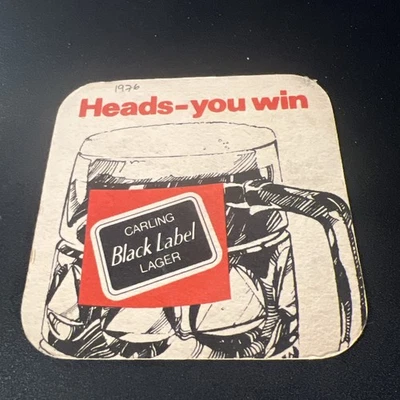 1976
Heads-you win
CARLING
Black Label
LAGER